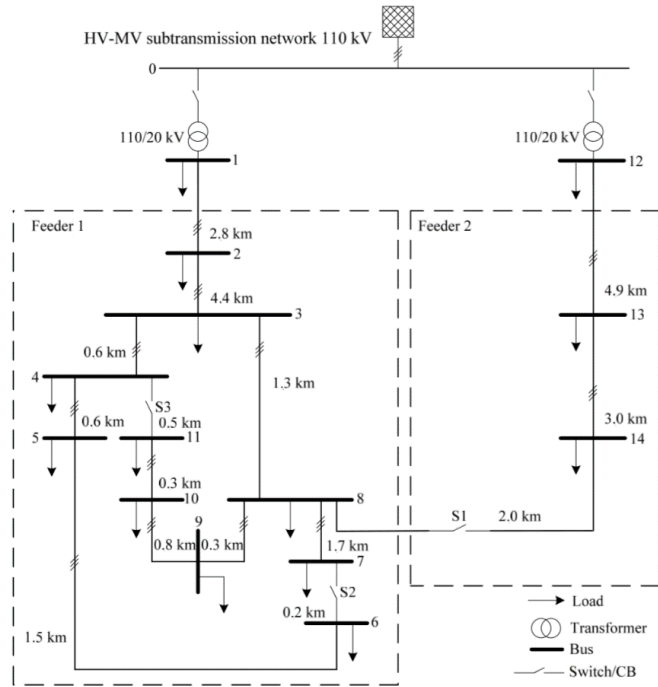 HV-MV subtransmission network 110 kV
0
110/20 kV
110/20 kV
1
12
Feeder 1
Feeder 2
2.8 km
2
4.4 km
4.9 km
3
13
0.6 km
1.3 km
4
S3
0.6 km
0.5 km
3.0 km
5
11
14
0.3 km
10
8
9
S1
2.0 km
0.8 km
0.3 km
1.7 km
7
S2
Load
0.2 km
6
Transformer
1.5 km
Bus
Switch/CB